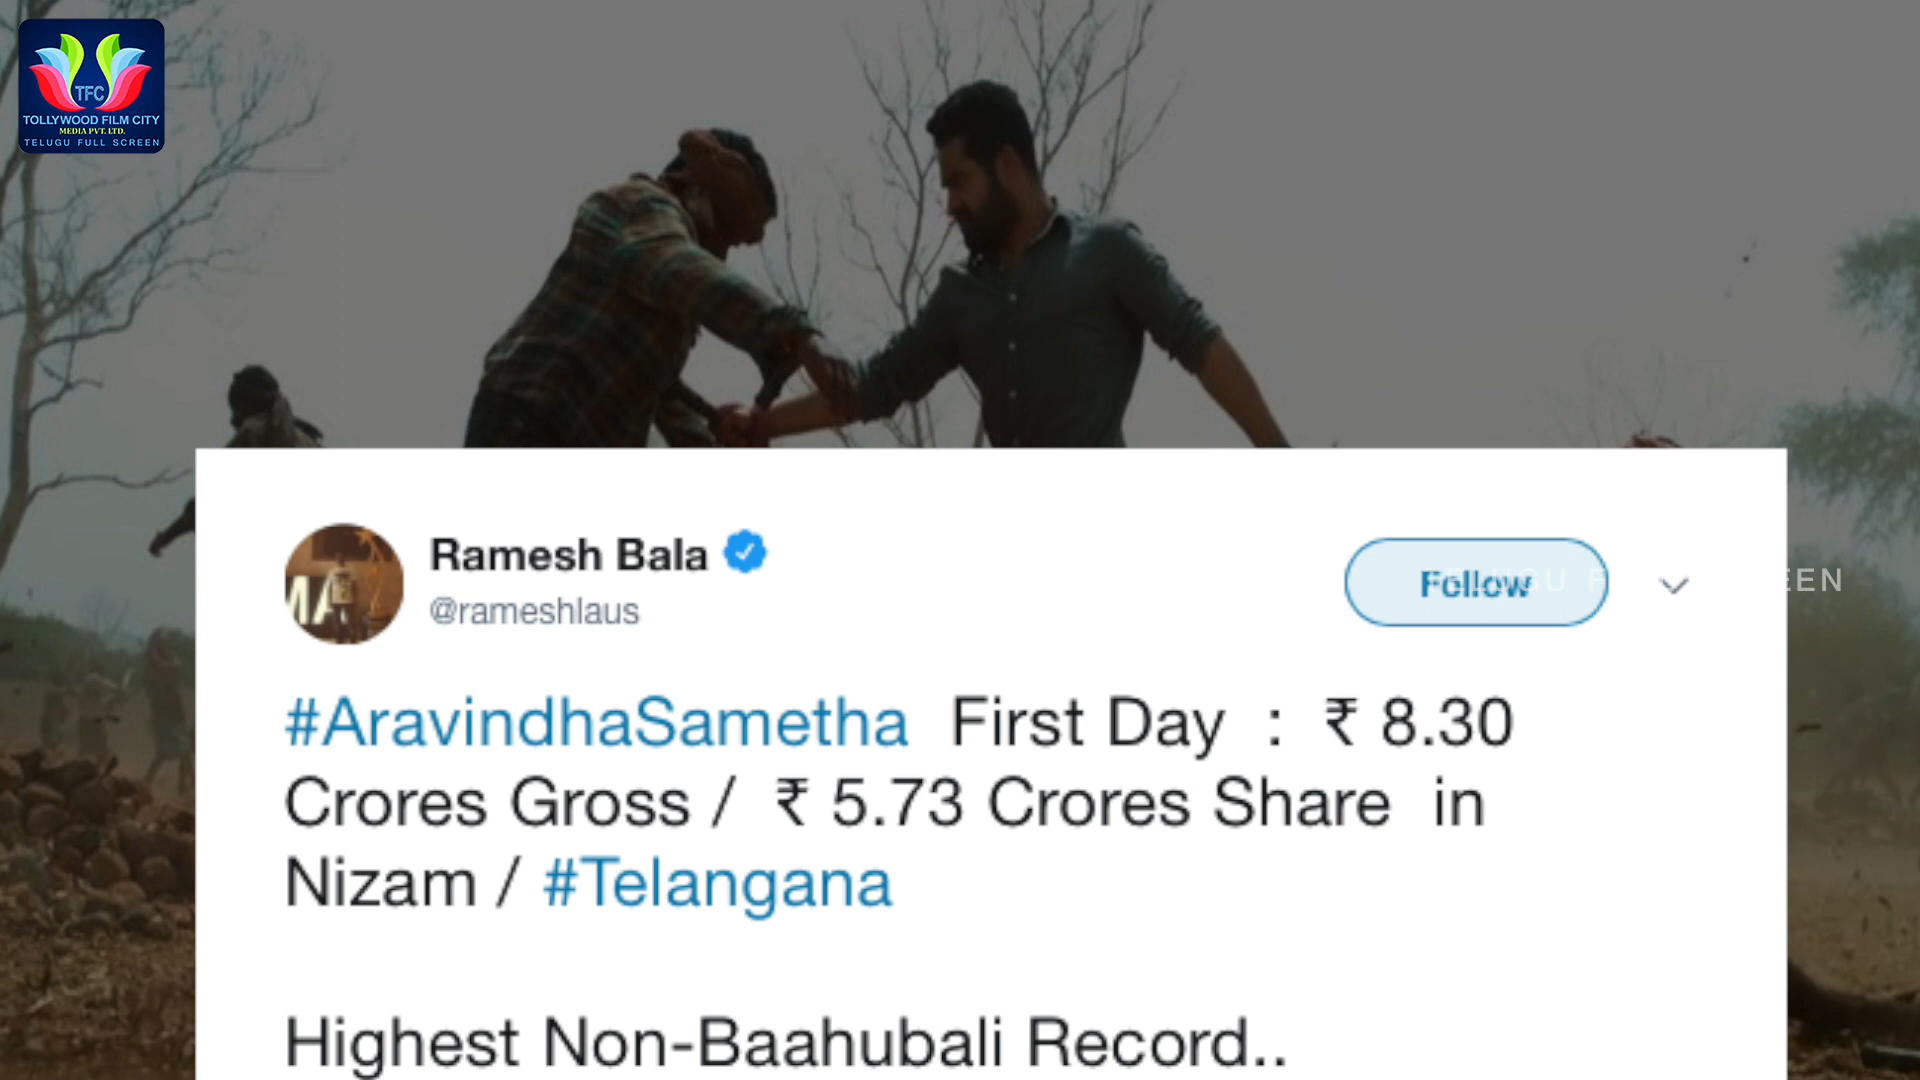 TFC
TOLLYWOOD FILM CITY
MEDIA PVT. LTD.
TELUGU FULL SCREEN
Ramesh Bala
@rameshlaus
Follow
EEN
#AravindhaSametha First Day : ₹ 8.30
Crores Gross / ₹ 5.73 Crores Share in
Nizam / #Telangana
Highest Non-Baahubali Record..